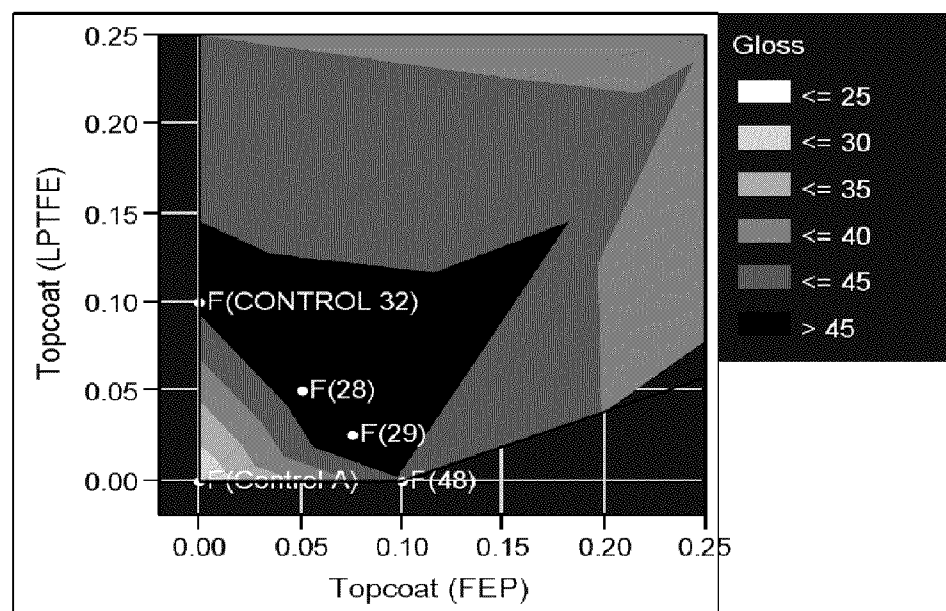 Gloss
<= 25
<= 30
<= 35
<= 40
<= 45
> 45
Topcoat (LPTFE)
0.25
0.20
0.15
0.10
0.05
0.00
F(CONTROL 32)
F(28)
F(29)
F(Control A)
F(48)
0.00 0.05 0.10 0.15 0.20 0.25
Topcoat (FEP)